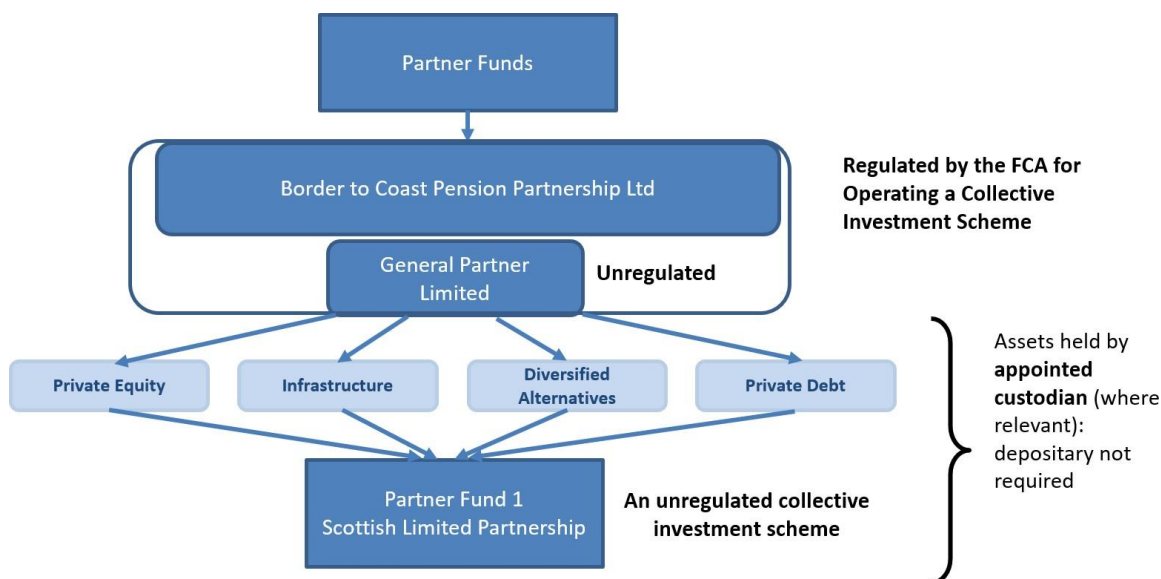 Partner Funds
Border to Coast Pension Partnership Ltd
Regulated by the FCA for
Operating a Collective
Investment Scheme
General Partner
Limited
Unregulated
Private Equity
Infrastructure
Diversified
Alternatives
Private Debt
Assets held by
appointed
custodian (where
relevant):
depositary not
required
Partner Fund 1
Scottish Limited Partnership
An unregulated collective
investment scheme